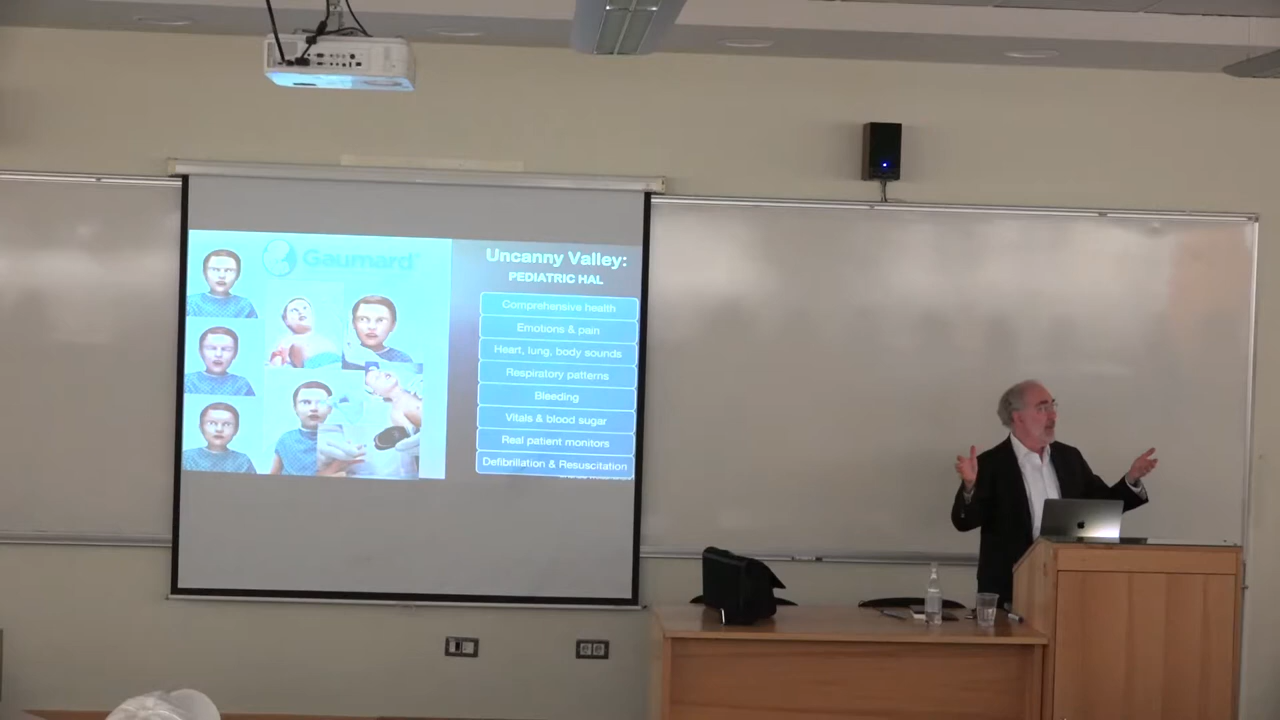 Gaumard
Uncanny Valley:
PEDIATRIC HAL
Comprehensive health
Emotions & pain
Heart, lung, body sounds
Respiratory patterns
Bleeding
Vitals & blood sugar
Real patient monitors
Defibrillation & Resuscitation